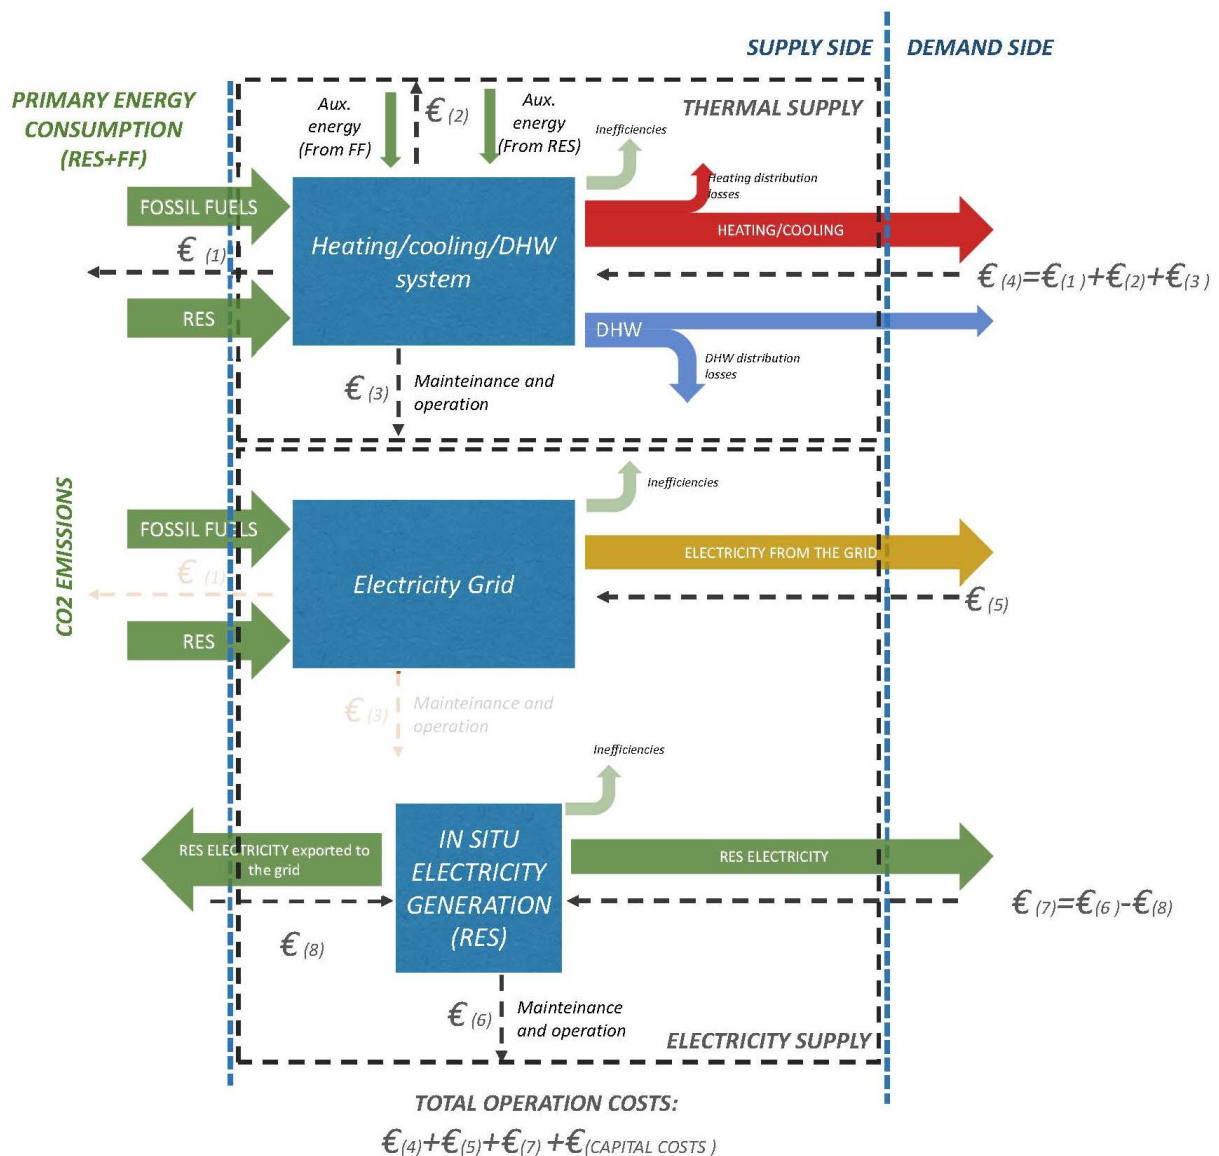 SUPPLY SIDE
DEMAND SIDE
PRIMARY ENERGY
CONSUMPTION
(RES+FF)
Aux.
energy
(From FF)
€ (2)
Aux.
energy
(From RES)
THERMAL SUPPLY
Inefficiencies
Heating distribution
losses
FOSSIL FUELS
€ (1)
RES
Heating/cooling/DHW
system
HEATING/COOLING
€ (4)=€(1)+€(2)+€(3)
DHW
DHW distribution
losses
€ (3)
Mainteinance and
operation
CO2 EMISSIONS
FOSSIL FUELS
€ (1)
RES
Electricity Grid
Inefficiencies
ELECTRICITY FROM THE GRID
€(5)
€ (3)
Mainteinance and
operation
Inefficiencies
RES ELECTRICITY exported to
the grid
€ (8)
IN SITU
ELECTRICITY
GENERATION
(RES)
RES ELECTRICITY
€ (7)=€(6)-€(8)
€ (6)
Mainteinance
and operation
ELECTRICITY SUPPLY
TOTAL OPERATION COSTS:
€(4)+€(5)+€(7) +€(CAPITAL COSTS )